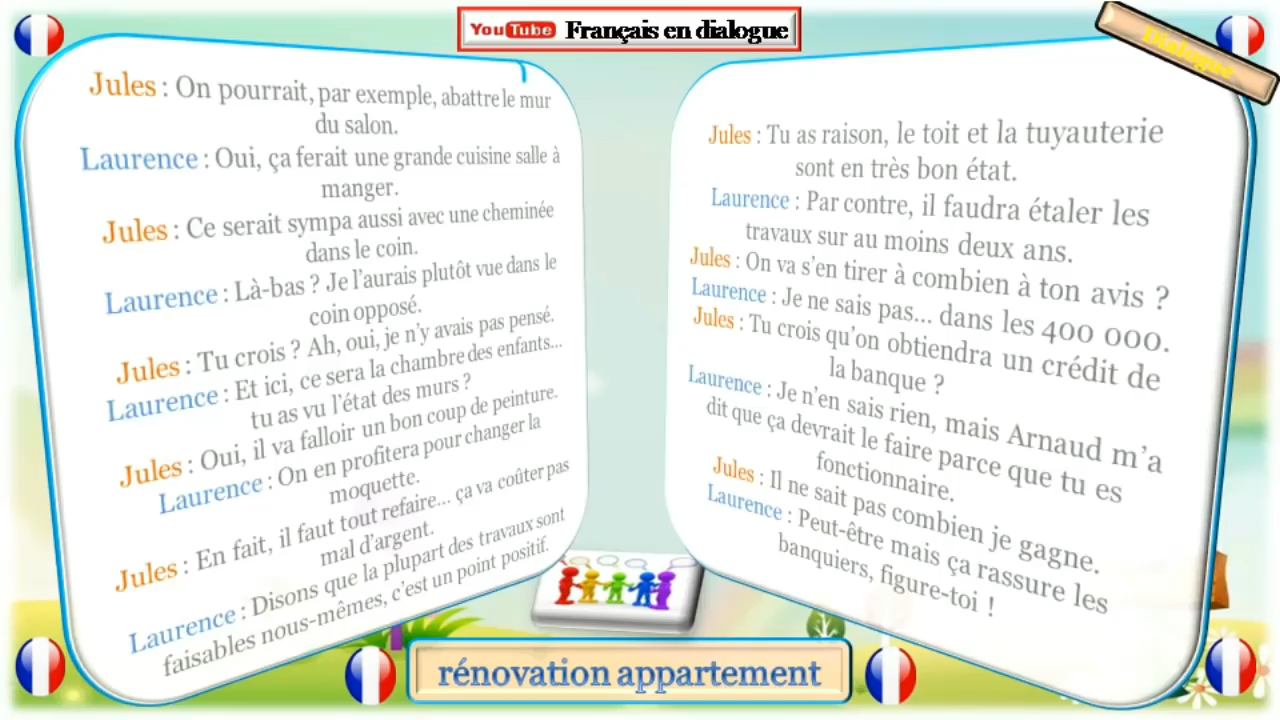 YouTube Français en dialogue
Dialogue
Jules : On pourrait, par exemple, abattre le mur
du salon.
Laurence : Oui, ça ferait une grande cuisine salle à
manger.
Jules : Ce serait sympa aussi avec une cheminée
dans le coin.
Laurence : Là-bas ? Je l'aurais plutôt vue dans le
coin opposé.
Jules : Tu crois ? Ah, oui, je n'y avais pas pensé.
Laurence : Et ici, ce sera la chambre des enfants...
tu as vu l'état des murs ?
Jules : Oui, il va falloir un bon coup de peinture.
Laurence : On en profitera pour changer la
moquette.
Jules : En fait, il faut tout refaire... ça va coûter pas
mal d'argent.
Laurence : Disons que la plupart des travaux sont
faisables nous-mêmes, c'est un point positif.
Jules : Tu as raison, le toit et la tuyauterie
sont en très bon état.
Laurence : Par contre, il faudra étaler les
travaux sur au moins deux ans.
Jules : On va s'en tirer à combien à ton avis ?
Laurence : Je ne sais pas... dans les 400 000.
Jules : Tu crois qu'on obtiendra un crédit de
la banque ?
Laurence : Je n'en sais rien, mais Arnaud m'a
dit que ça devrait le faire parce que tu es
fonctionnaire.
Jules : Il ne sait pas combien je gagne.
Laurence : Peut-être mais ça rassure les
banquiers, figure-toi !
rénovation appartement